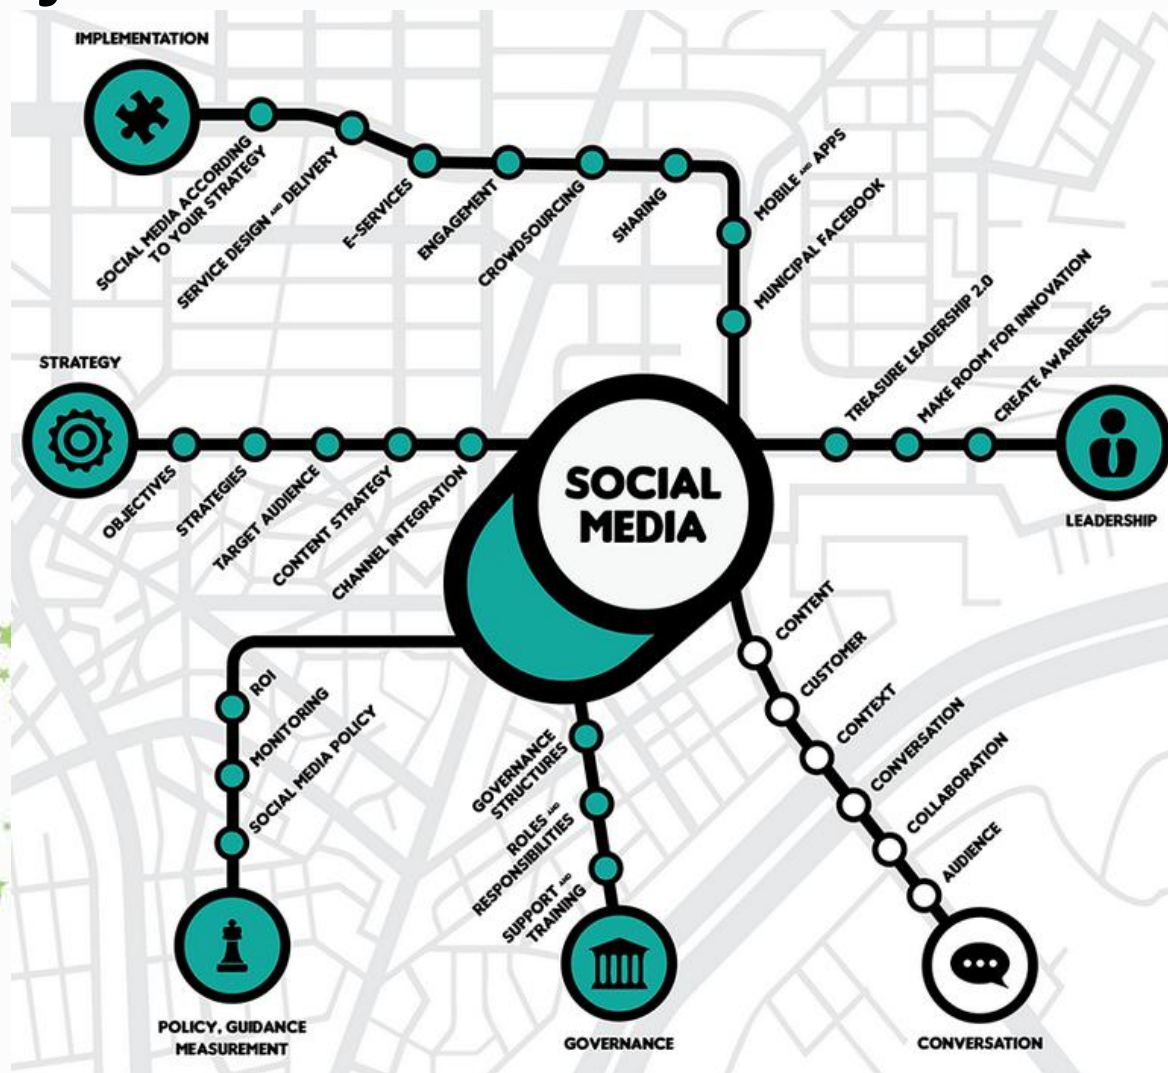 IMPLEMENTATION
SOCIAL MEDIA ACCORDING
TO YOUR STRATEGY
SERVICE DESIGN AND DELIVERY
E-SERVICES
ENGAGEMENT
CROWDSOURCING
SHARING
MOBILE AND APPS
MUNICIPAL FACEBOOK
STRATEGY
OBJECTIVES
STRATEGIES
TARGET AUDIENCE
CONTENT STRATEGY
CHANNEL INTEGRATION
SOCIAL
MEDIA
TREASURE LEADERSHIP 2.0
MAKE ROOM FOR INNOVATION
CREATE AWARENESS
LEADERSHIP
ROI
MONITORING
SOCIAL MEDIA POLICY
POLICY, GUIDANCE
MEASUREMENT
GOVERNANCE
STRUCTURES
ROLES AND
RESPONSIBILITIES
SUPPORT AND
TRAINING
GOVERNANCE
CONTENT
CUSTOMER
CONTEXT
CONVERSATION
COLLABORATION
AUDIENCE
CONVERSATION